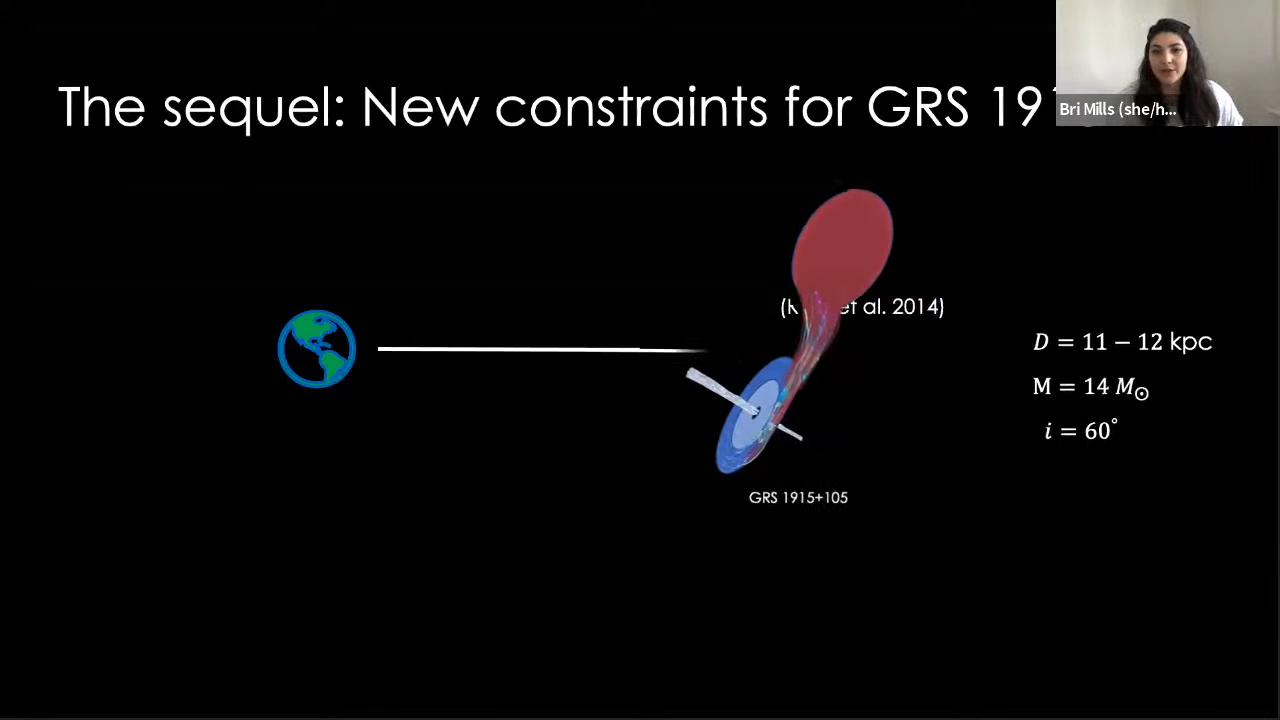 The sequel: New constraints for GRS 19
Bri Mills (she/h...
et al. 2014)
D = 11 – 12 kpc
M = 14 M☉
i = 60°
GRS 1915+105